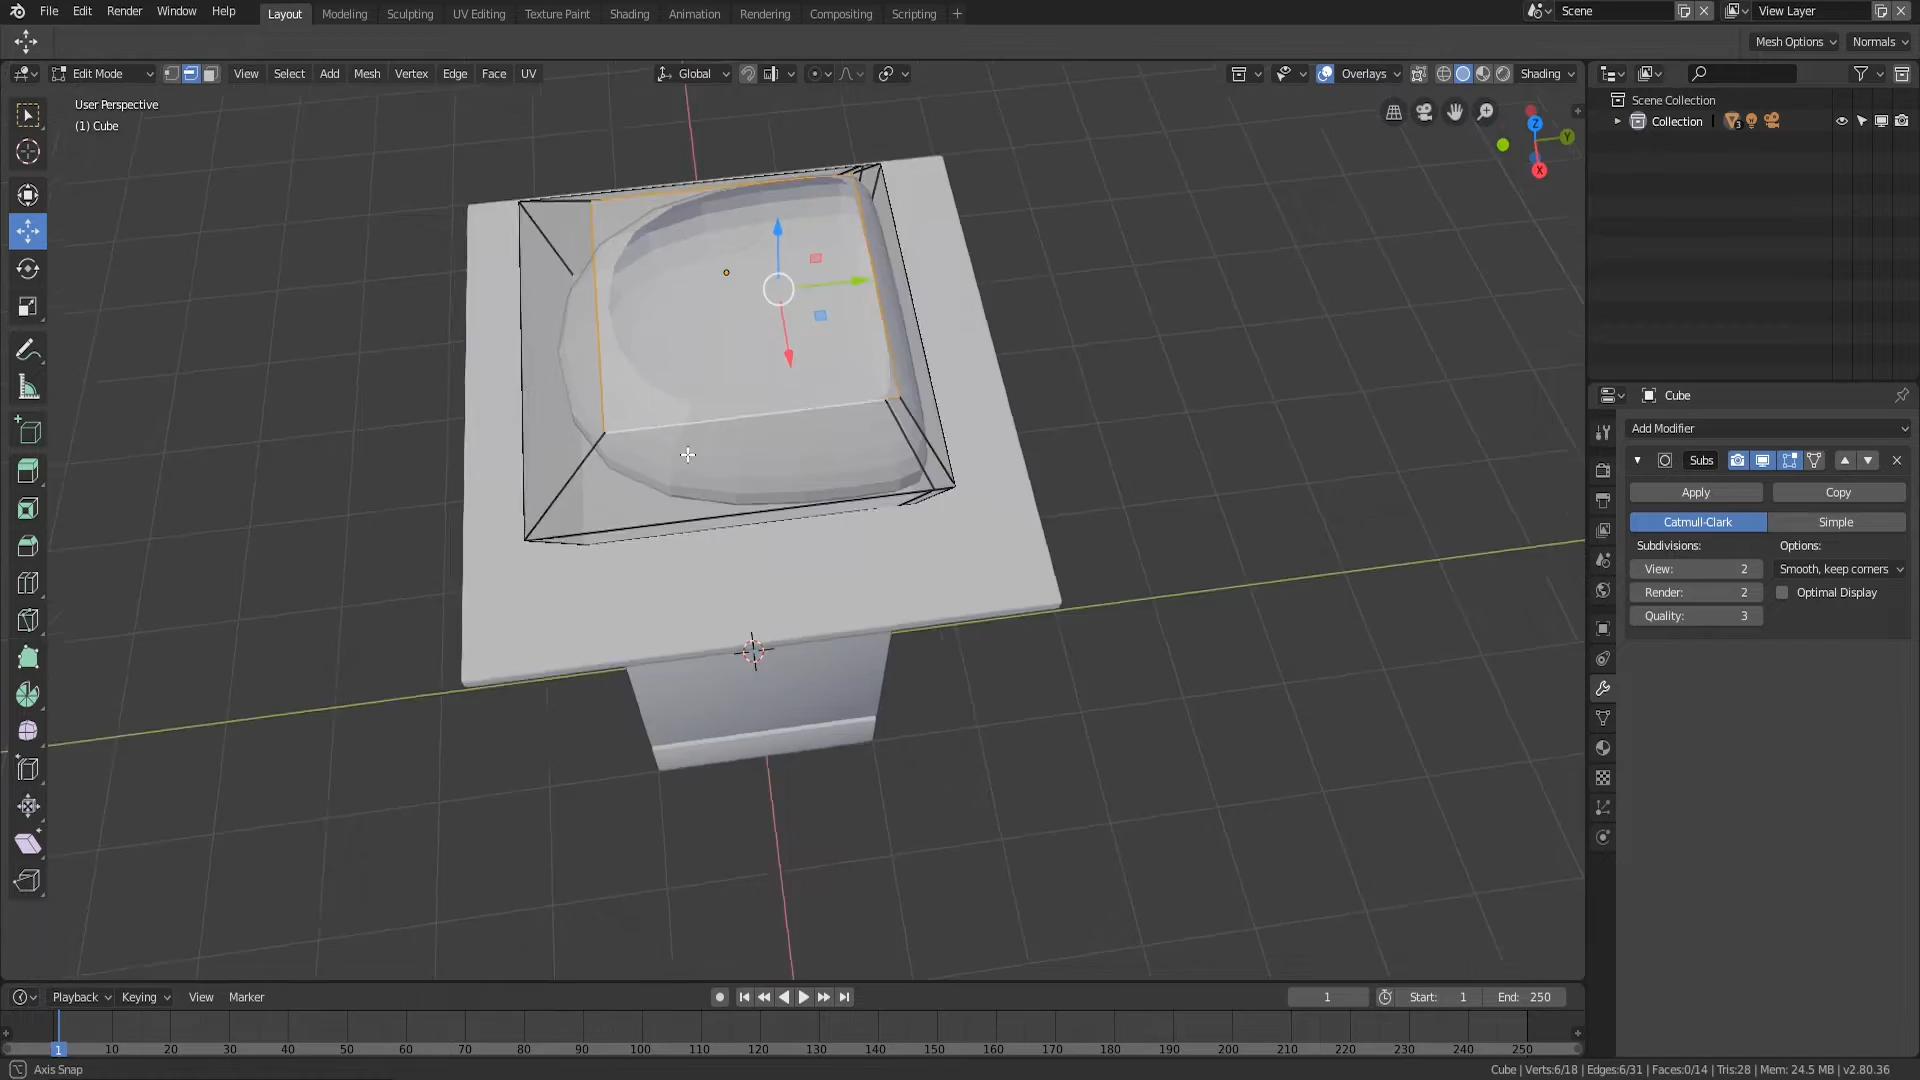 File Edit Render Window Help Layout Modeling Sculpting UV Editing Texture Paint Shading Animation Rendering Compositing Scripting + Scene View Layer
Mesh Options Normals
Edit Mode View Select Add Mesh Vertex Edge Face UV Global Overlays Shading
User Perspective
(1) Cube
Scene Collection
Collection 3
Z
Y
X
Cube
Add Modifier
Subs
Apply Copy
Catmull-Clark Simple
Subdivisions: Options:
View: 2 Smooth, keep corners
Render: 2 Optimal Display
Quality: 3
Playback Keying View Marker 1 Start: 1 End: 250
1 10 20 30 40 50 60 70 80 90 100 110 120 130 140 150 160 170 180 190 200 210 220 230 240 250
Axis Snap Cube | Verts:6/18 | Edges:6/31 | Faces:0/14 | Tris:28 | Mem: 24.5 MB | v2.80.36